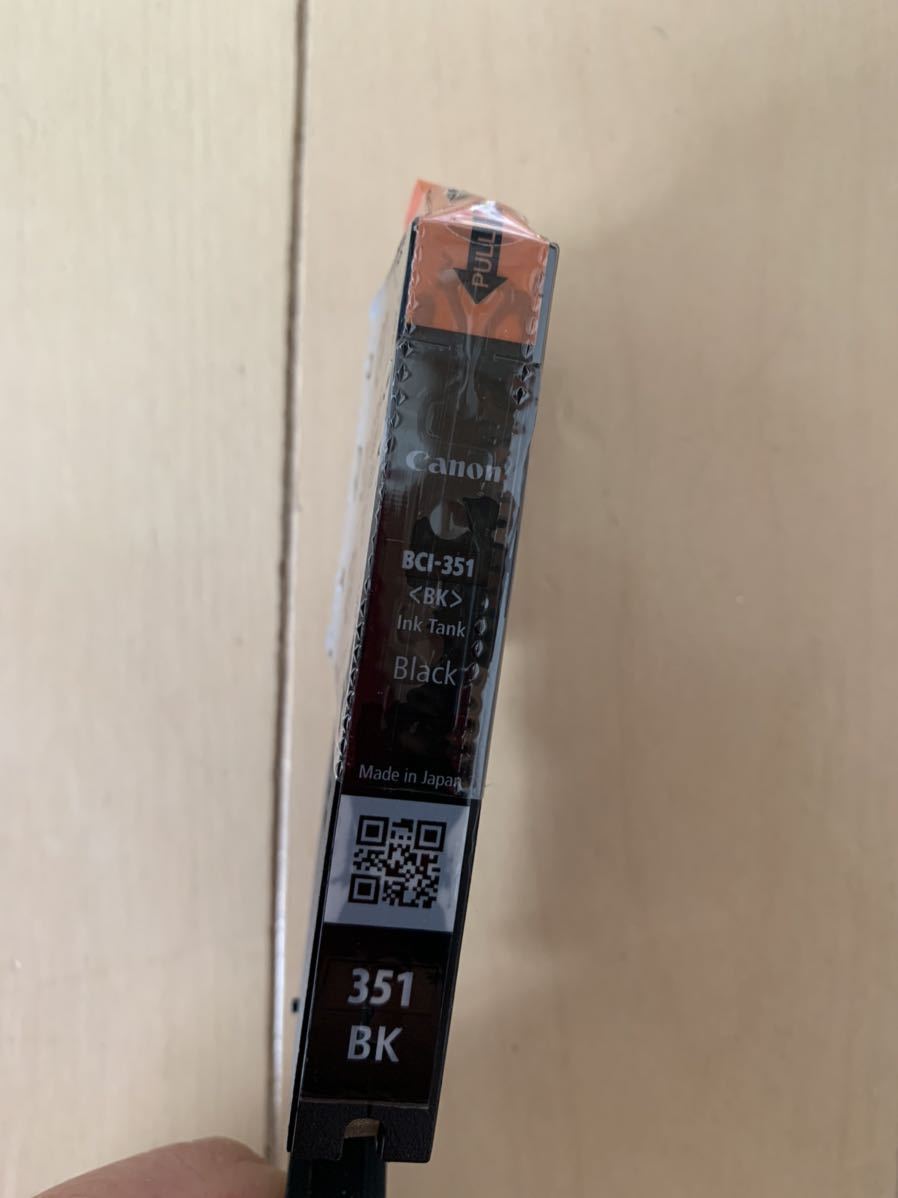 PULL
Canon
BCI-351
<BK>
Ink Tank
Black
Made in Japan
351
BK